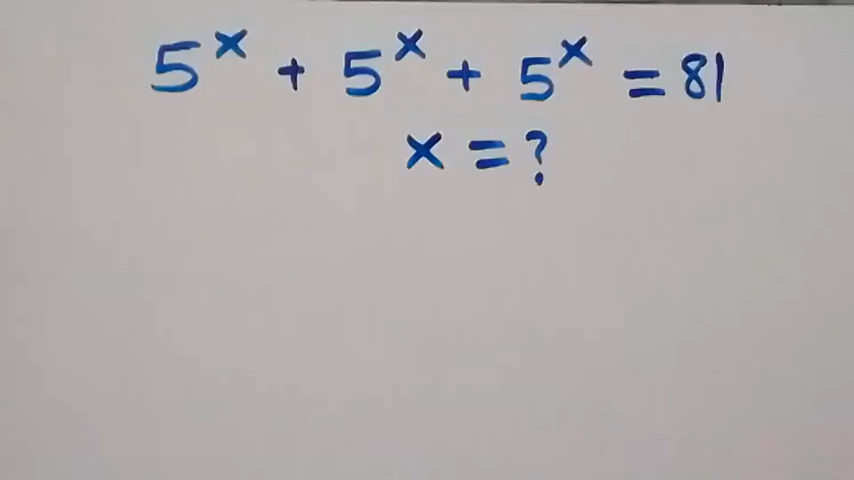 5^x + 5^x + 5^x = 81
x = ?